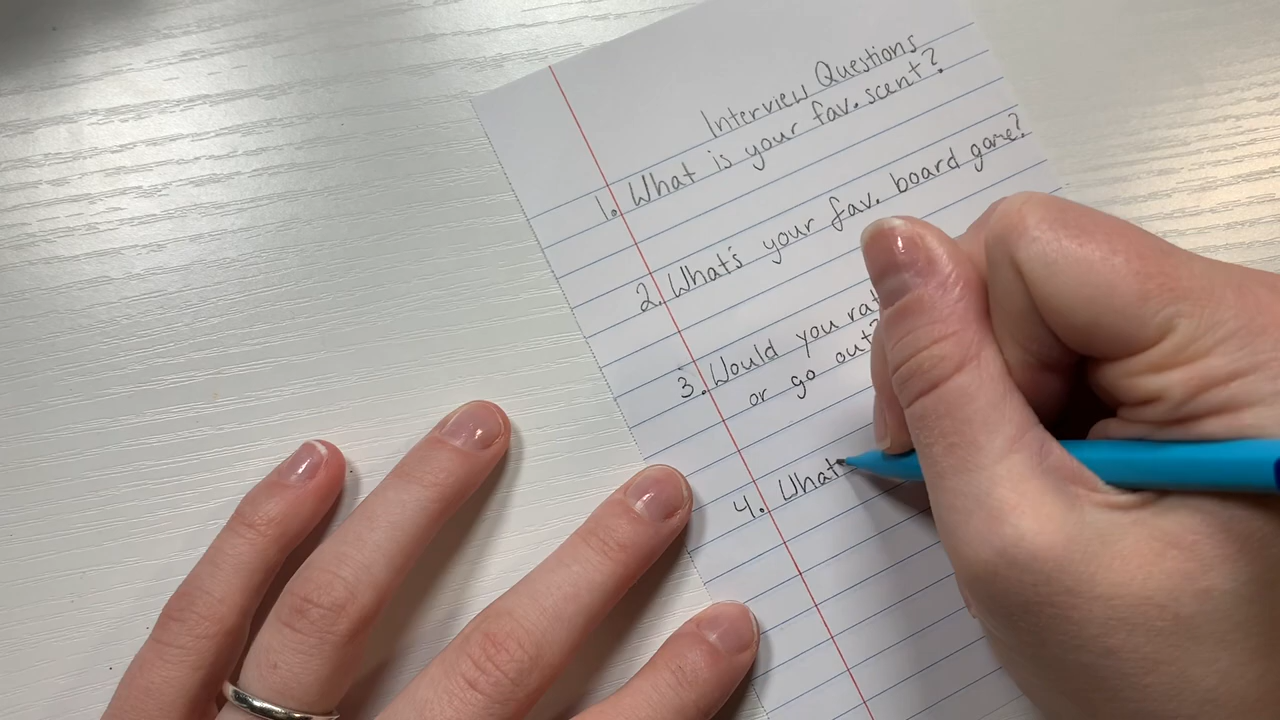 Interview Questions
1. What is your fav. scent?
2. What's your fav. board game?
3. Would you
or go out?
4. What